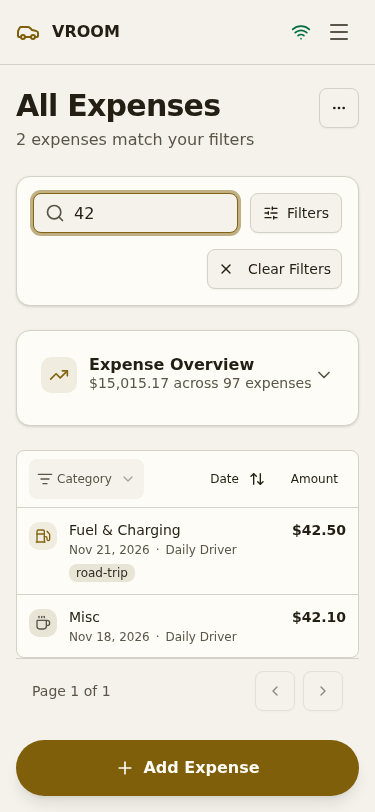 VROOM
All Expenses
2 expenses match your filters
42
Filters
Clear Filters
Expense Overview
$15,015.17 across 97 expenses
Category Date Amount
Fuel & Charging $42.50
Nov 21, 2026 · Daily Driver
road-trip
Misc $42.10
Nov 18, 2026 · Daily Driver
Page 1 of 1
Add Expense